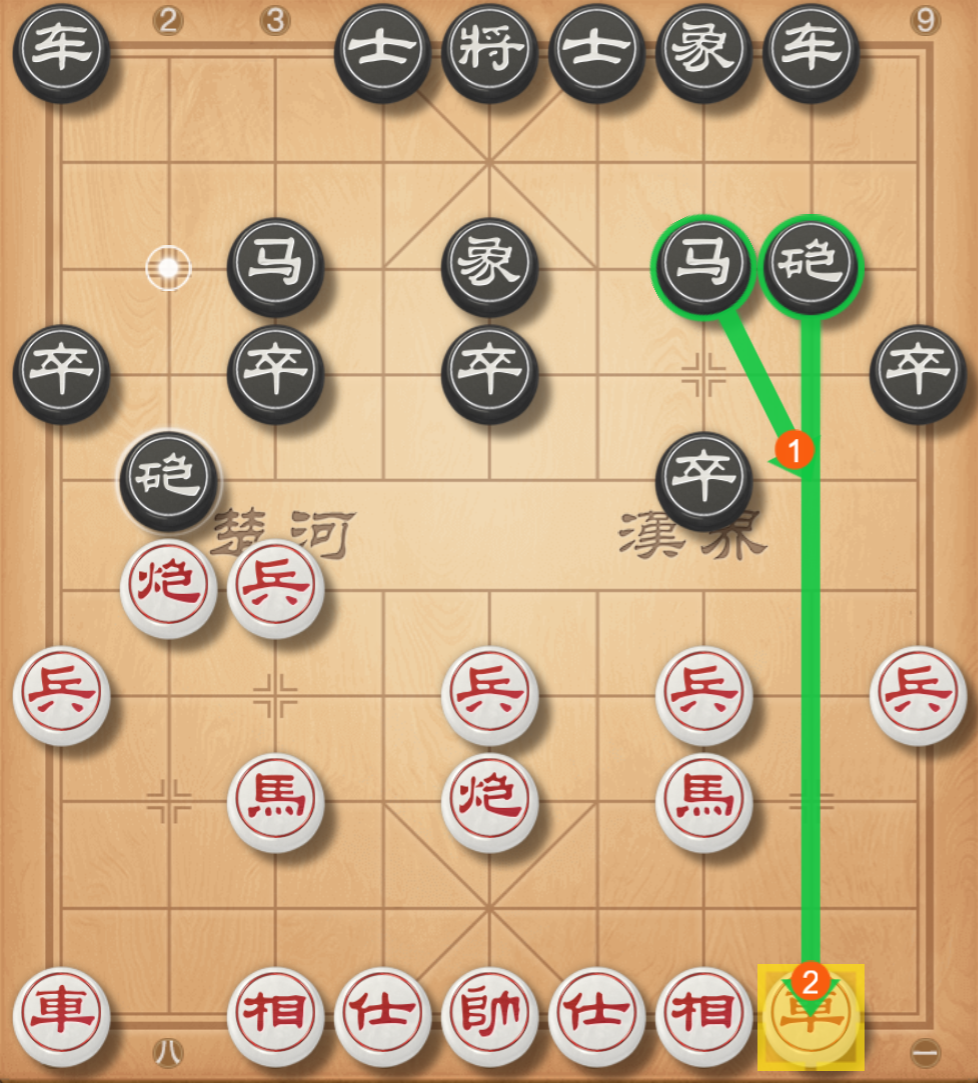 2 3 9
车 士 将 士 象 车
马 象 马 砲
卒 卒 卒 卒
1
砲 卒
楚 河 漢 界
炮 兵
兵 兵 兵 兵
馬 炮 馬
2
車 相 仕 帥 仕 相 車
八 一